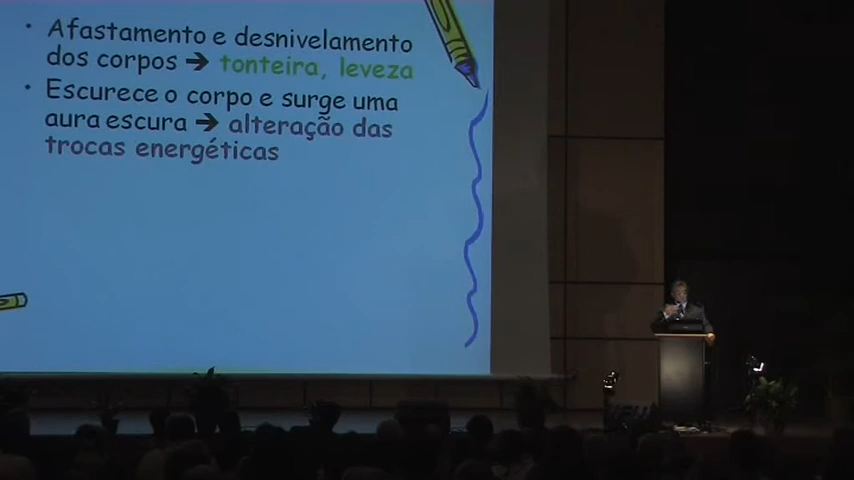 • Afastamento e desnivelamento
dos corpos ➔ tonteira, leveza
• Escurece o corpo e surge uma
aura escura ➔ alteração das
trocas energéticas